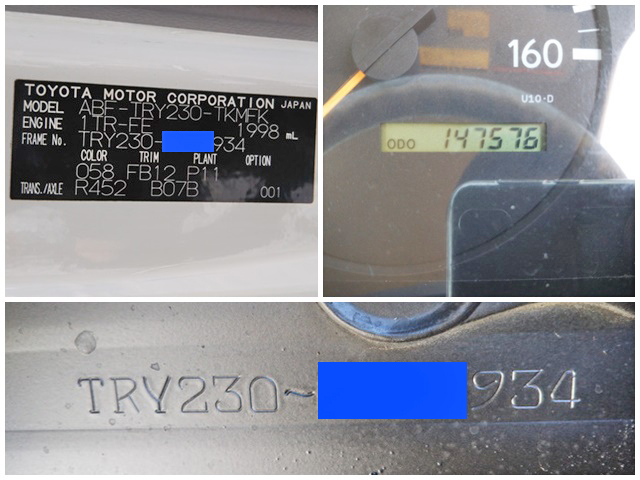 TOYOTA MOTOR CORPORATION JAPAN
MODEL ABF-TRY230-TKMFK
ENGINE 1TR-FE 1998 mL
FRAME No. TRY230- 934
COLOR TRIM PLANT OPTION
058 FB12 P11
TRANS./AXLE R452 B07B 001
160
U10-D
ODO 147576
TRY230- 934